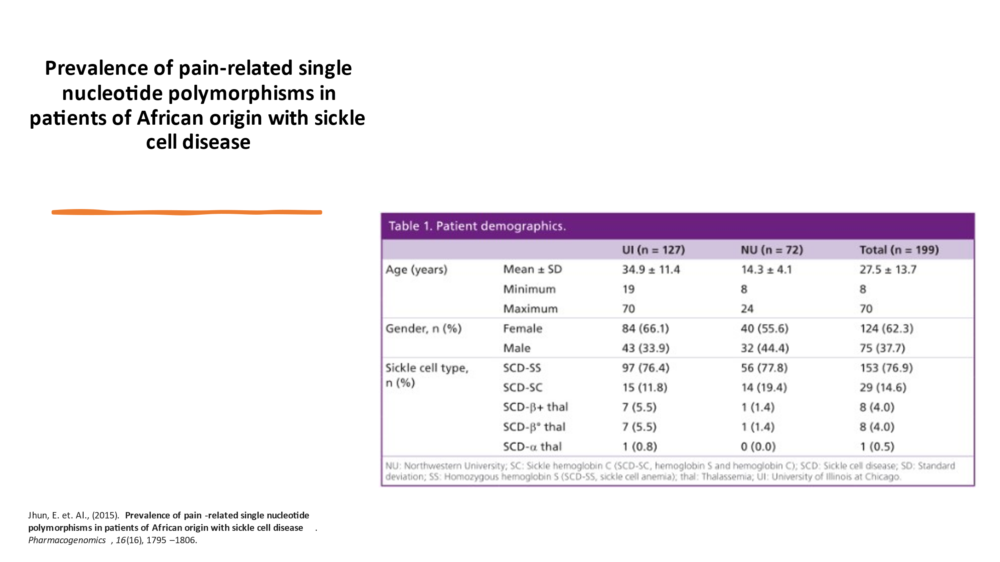 Prevalence of pain-related single
nucleotide polymorphisms in
patients of African origin with sickle
cell disease
Table 1. Patient demographics.
UI (n = 127) NU (n = 72) Total (n = 199)
Age (years) Mean ± SD 34.9 ± 11.4 14.3 ± 4.1 27.5 ± 13.7
Minimum 19 8 8
Maximum 70 24 70
Gender, n (%) Female 84 (66.1) 40 (55.6) 124 (62.3)
Male 43 (33.9) 32 (44.4) 75 (37.7)
Sickle cell type, SCD-SS 97 (76.4) 56 (77.8) 153 (76.9)
n (%) SCD-SC 15 (11.8) 14 (19.4) 29 (14.6)
SCD-β+ thal 7 (5.5) 1 (1.4) 8 (4.0)
SCD-β° thal 7 (5.5) 1 (1.4) 8 (4.0)
SCD-α thal 1 (0.8) 0 (0.0) 1 (0.5)
NU: Northwestern University; SC: Sickle hemoglobin C (SCD-SC, hemoglobin S and hemoglobin C); SCD: Sickle cell disease; SD: Standard
deviation; SS: Homozygous hemoglobin S (SCD-SS, sickle cell anemia); thal: Thalassemia; UI: University of Illinois at Chicago.
Jhun, E. et. Al., (2015). Prevalence of pain -related single nucleotide
polymorphisms in patients of African origin with sickle cell disease .
Pharmacogenomics , 16(16), 1795 –1806.